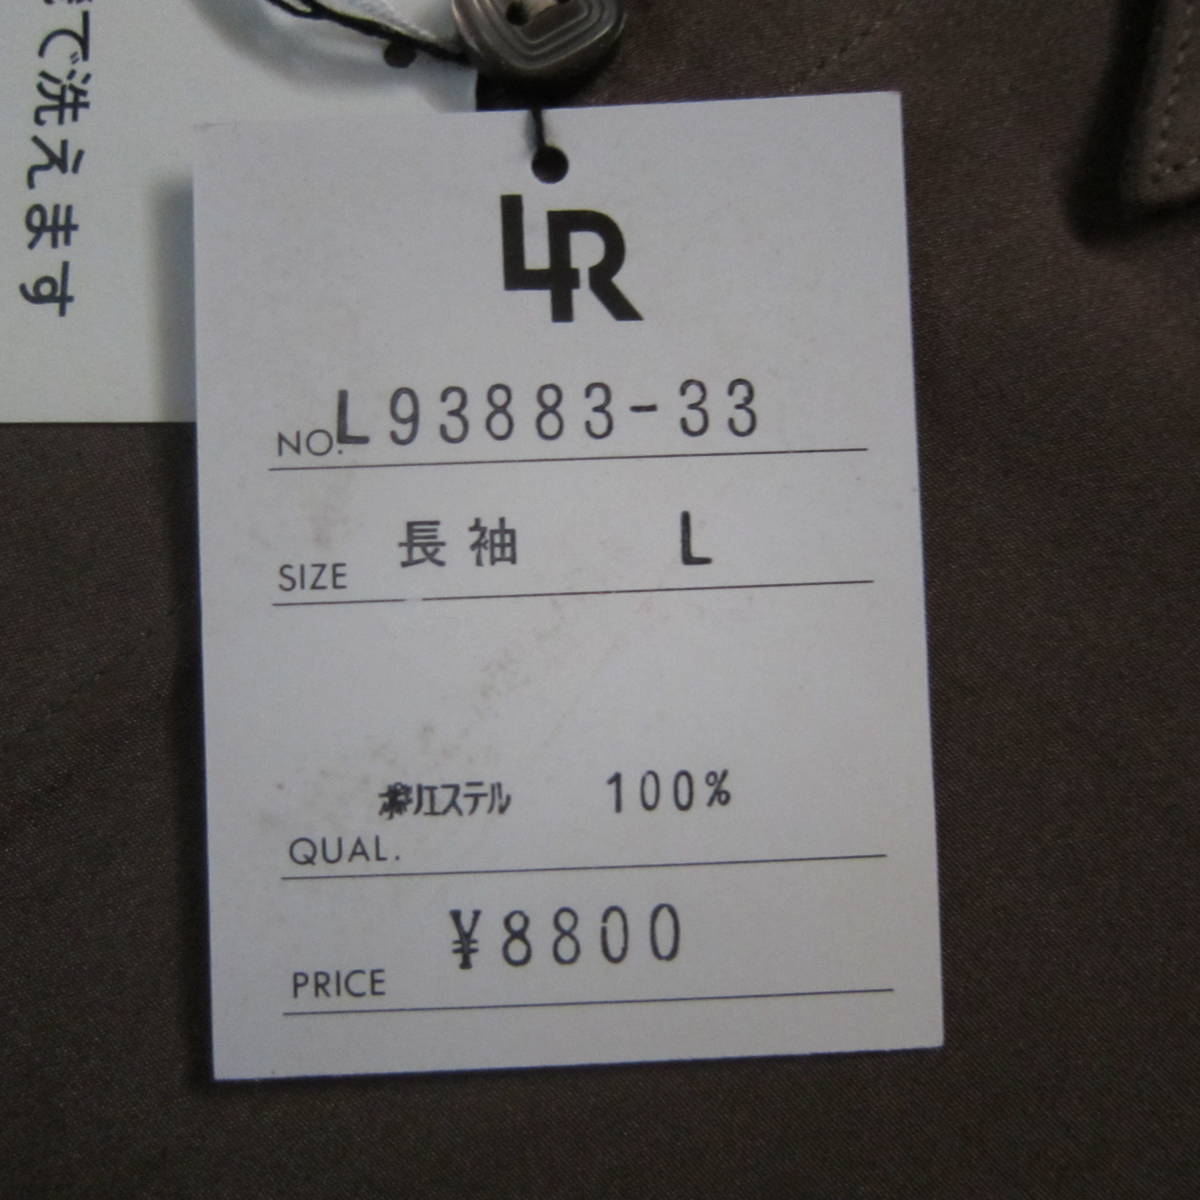 で洗えます
LR
NO. L93883-33
SIZE 長袖 L
ポリエステル 100%
QUAL.
PRICE ¥8800